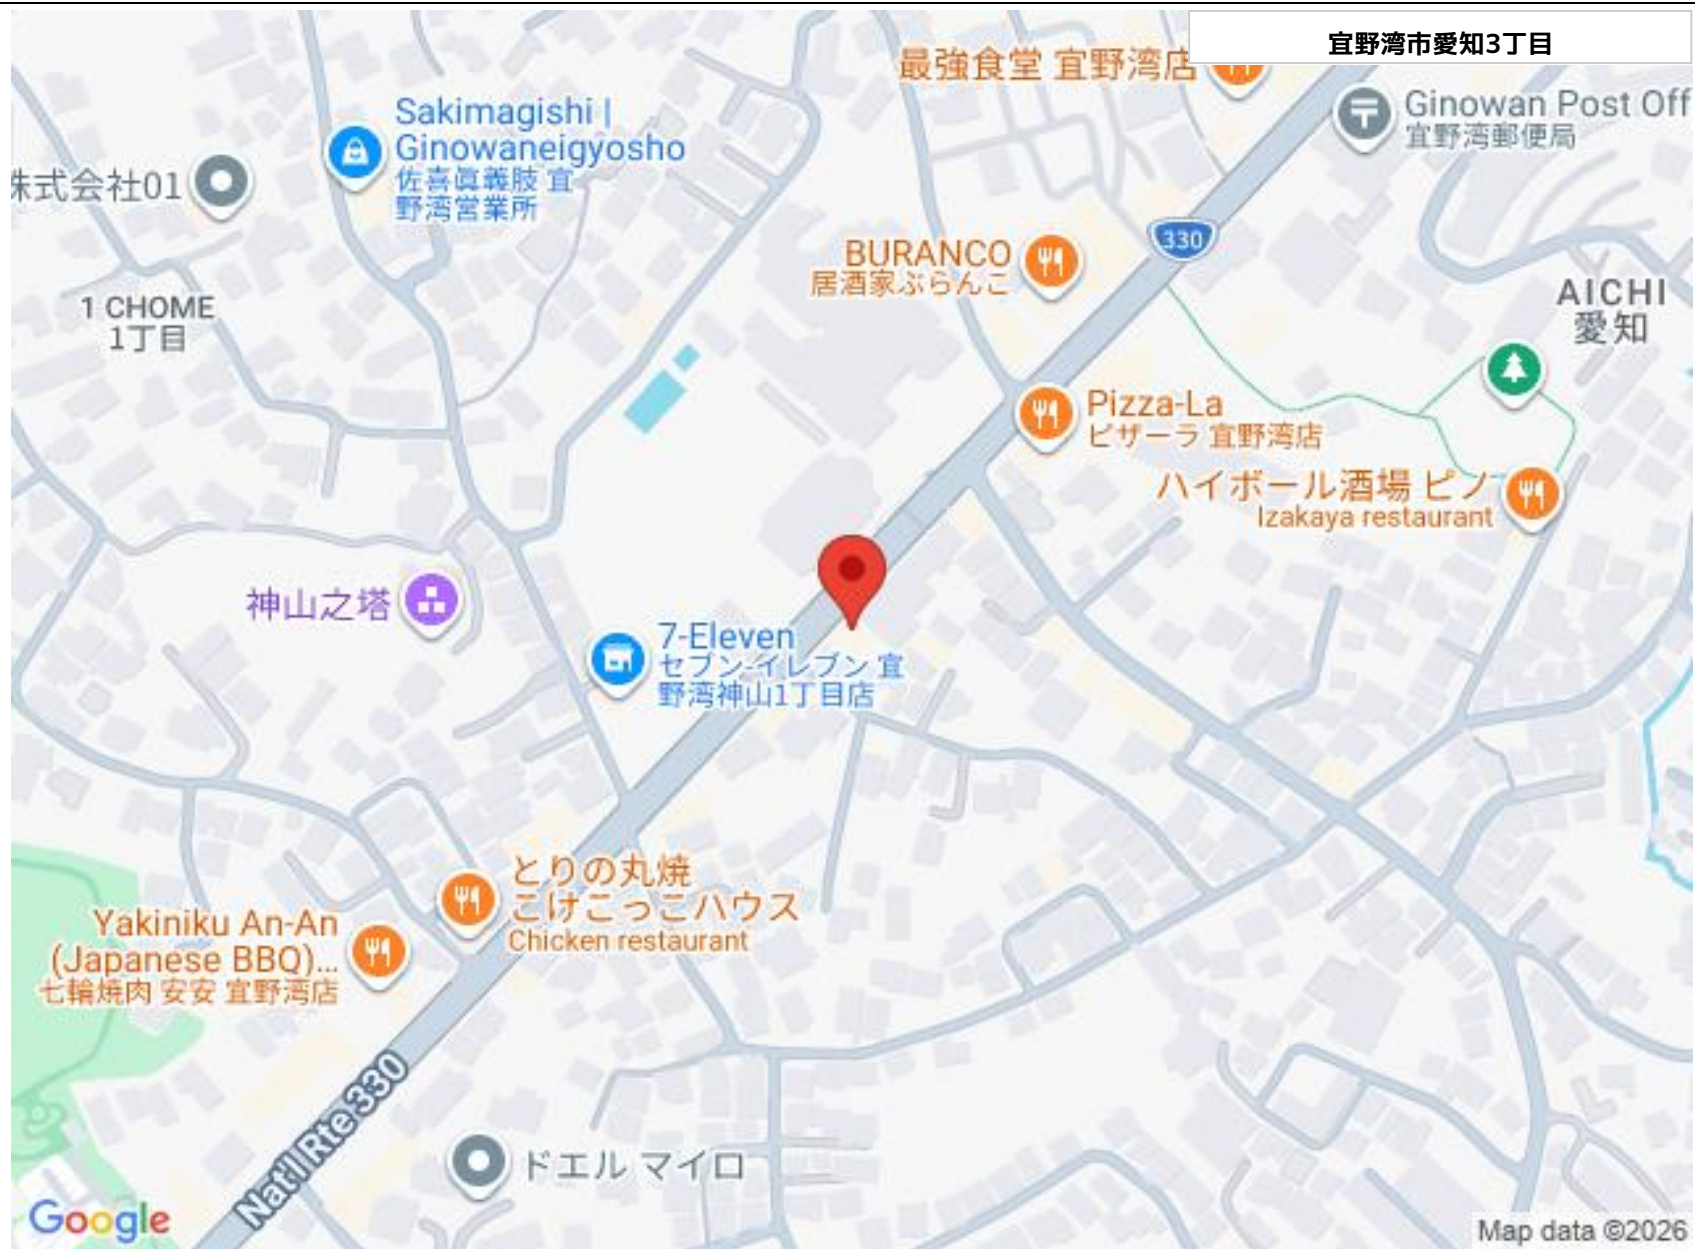 宜野湾市愛知3丁目
最強食堂 宜野湾店
Ginowan Post Off
宜野湾郵便局
Sakimagishi |
Ginowaneigyosho
佐喜眞義肢 宜
野湾営業所
株式会社01
330
BURANCO
居酒家ぶらんこ
1 CHOME
1丁目
AICHI
愛知
Pizza-La
ピザーラ 宜野湾店
ハイボール酒場 ピノ
Izakaya restaurant
神山之塔
7-Eleven
セブン-イレブン 宜
野湾神山1丁目店
とりの丸焼
こけこっこハウス
Chicken restaurant
Yakiniku An-An
(Japanese BBQ)...
七輪焼肉 安安 宜野湾店
Nat'l Rte 330
ドエル マイロ
Google
Map data ©2026